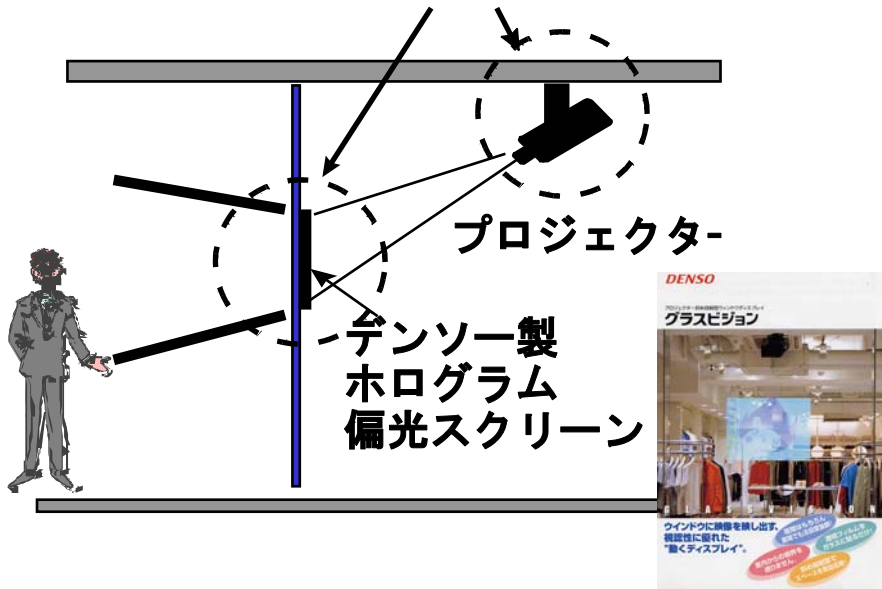 プロジェクタ-
デンソー製
ホログラム
偏光スクリーン
DENSO
グラスビジョン
GLASSVISION
ウインドウに映像を映し出す、
視認性に優れた
"動くディスプレイ"。